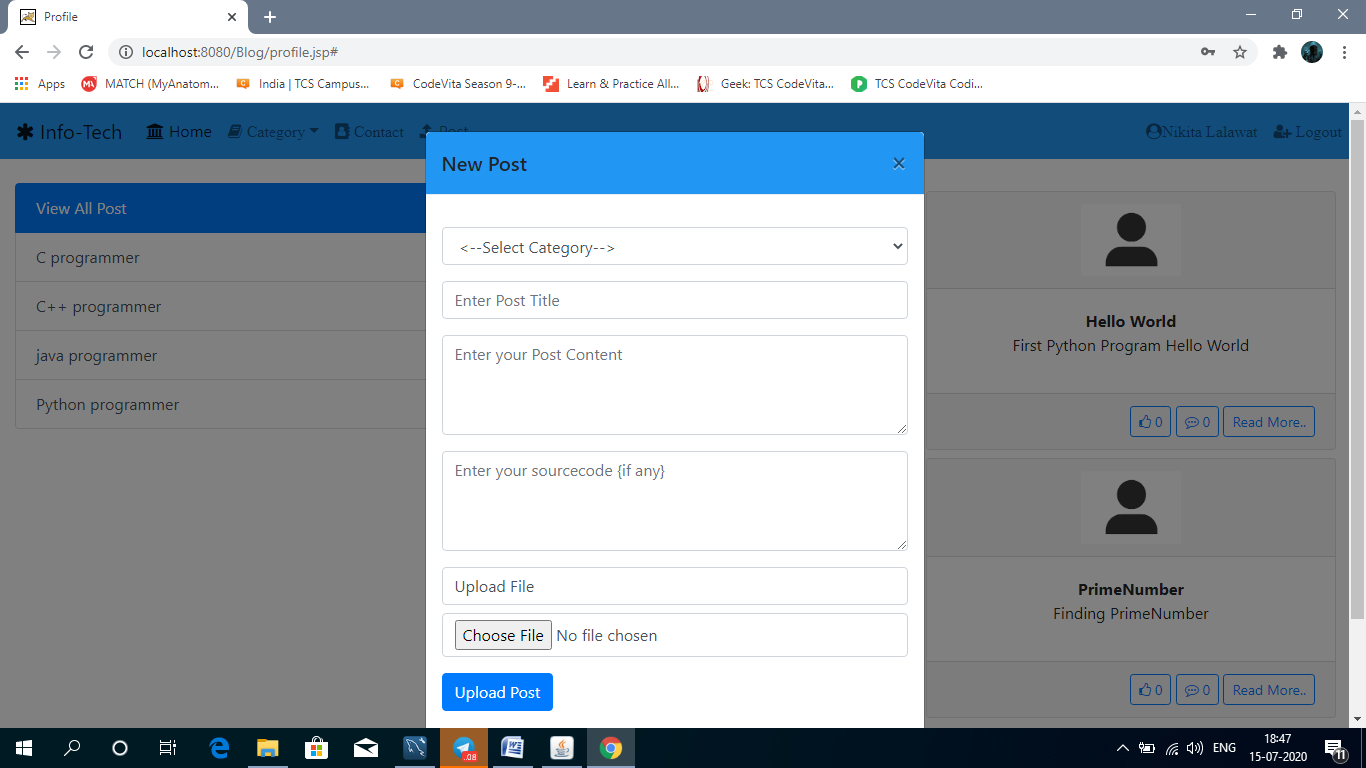 Profile
localhost:8080/Blog/profile.jsp#
Apps MATCH (MyAnatom... India | TCS Campus... CodeVita Season 9-... Learn & Practice All... Geek: TCS CodeVita... TCS CodeVita Codi...
Info-Tech Home Category Contact Post Nikita Lalawat Logout
New Post ×
View All Post
C programmer
C++ programmer
java programmer
Python programmer
<--Select Category-->
Enter Post Title
Enter your Post Content
Enter your sourcecode {if any}
Upload File
Choose File No file chosen
Upload Post
Hello World
First Python Program Hello World
0 0 Read More..
PrimeNumber
Finding PrimeNumber
0 0 Read More..
ENG 18:47
15-07-2020
11